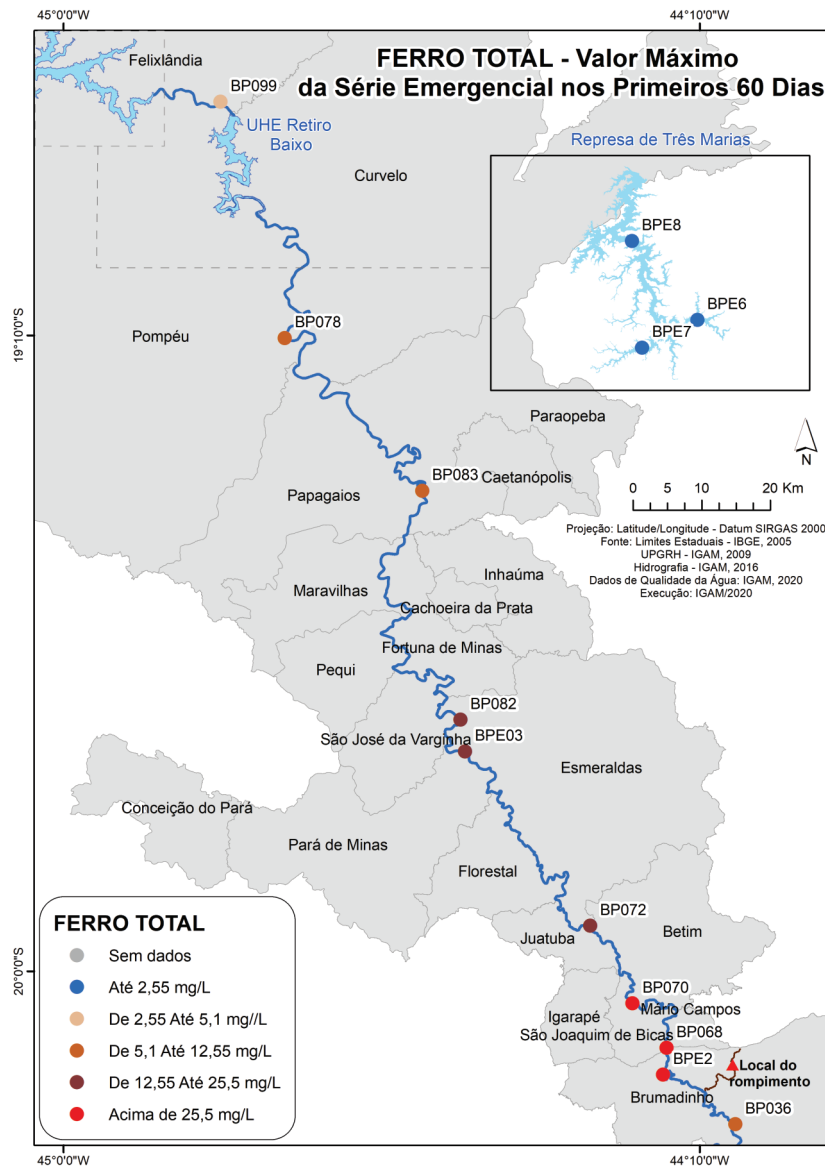 45°0'0"W
44°10'0"W
FERRO TOTAL - Valor Máximo
da Série Emergencial nos Primeiros 60 Dias
Felixlândia
BP099
UHE Retiro
Baixo
Curvelo
Represa de Três Marias
BPE8
BPE6
BPE7
BP078
Pompéu
19°10'0"S
Paraopeba
N
BP083
Caetanópolis
Papagaios
0 5 10 20 Km
Projeção: Latitude/Longitude - Datum SIRGAS 2000
Fonte: Limites Estaduais - IBGE, 2005
UPGRH - IGAM, 2009
Hidrografia - IGAM, 2016
Dados de Qualidade da Água: IGAM, 2020
Execução: IGAM/2020
Inhaúma
Maravilhas
Cachoeira da Prata
Fortuna de Minas
Pequi
BP082
São José da Varginha
BPE03
Esmeraldas
Conceição do Pará
Pará de Minas
Florestal
BP072
Juatuba
Betim
20°0'0"S
BP070
Mário Campos
Igarapé
São Joaquim de Bicas
BP068
BPE2
Local do
rompimento
Brumadinho
BP036
FERRO TOTAL
Sem dados
Até 2,55 mg/L
De 2,55 Até 5,1 mg//L
De 5,1 Até 12,55 mg/L
De 12,55 Até 25,5 mg/L
Acima de 25,5 mg/L
45°0'0"W
44°10'0"W